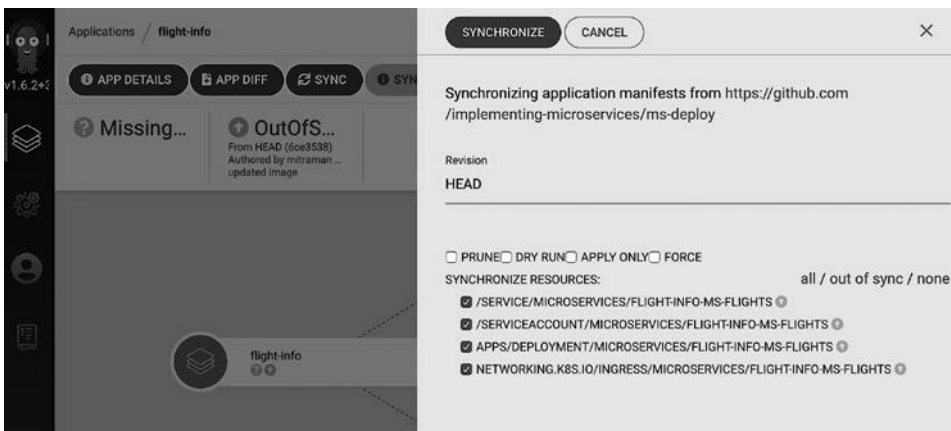 v1.6.2+
Applications / flight-info
APP DETAILS
APP DIFF
SYNC
Missing...
OutOfS...
From HEAD (6ce3538)
Authored by mitraman ...
updated image
flight-info
SYNCHRONIZE
CANCEL
Synchronizing application manifests from https://github.com
/implementing-microservices/ms-deploy
Revision
HEAD
PRUNE DRY RUN APPLY ONLY FORCE
SYNCHRONIZE RESOURCES: all / out of sync / none
/SERVICE/MICROSERVICES/FLIGHT-INFO-MS-FLIGHTS
/SERVICEACCOUNT/MICROSERVICES/FLIGHT-INFO-MS-FLIGHTS
APPS/DEPLOYMENT/MICROSERVICES/FLIGHT-INFO-MS-FLIGHTS
NETWORKING.K8S.IO/INGRESS/MICROSERVICES/FLIGHT-INFO-MS-FLIGHTS